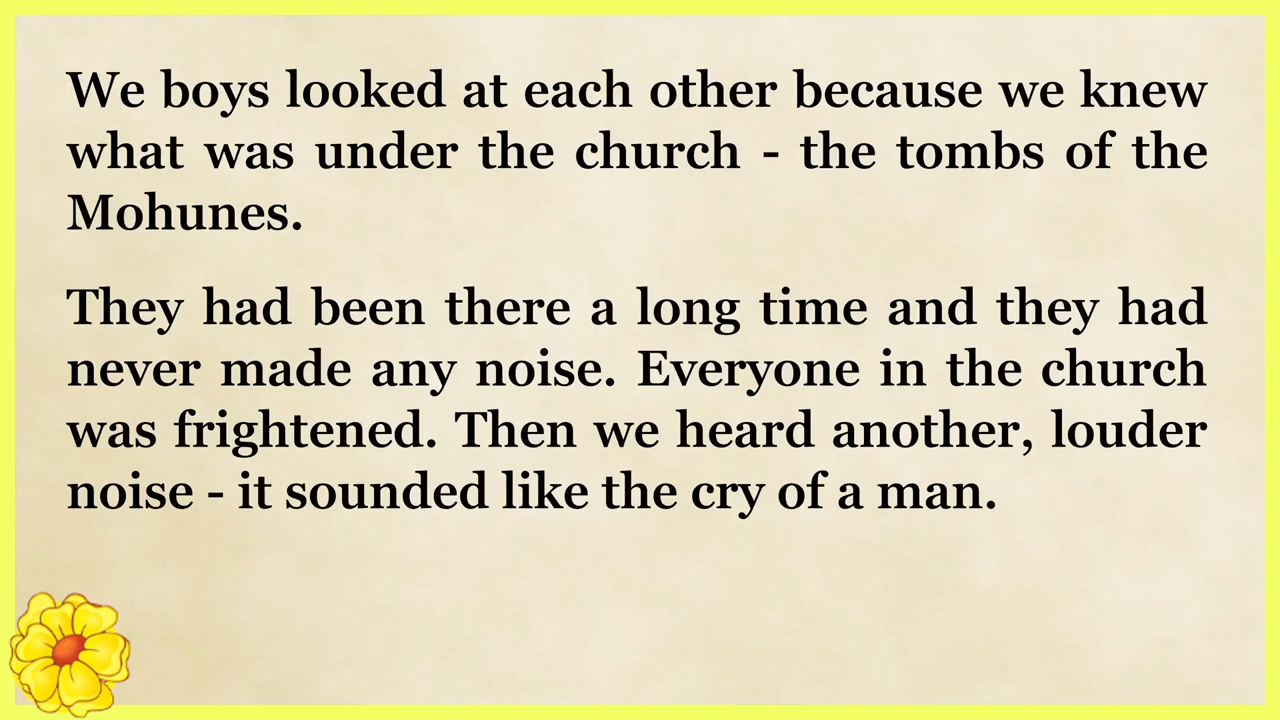 We boys looked at each other because we knew
what was under the church - the tombs of the
Mohunes.
They had been there a long time and they had
never made any noise. Everyone in the church
was frightened. Then we heard another, louder
noise - it sounded like the cry of a man.